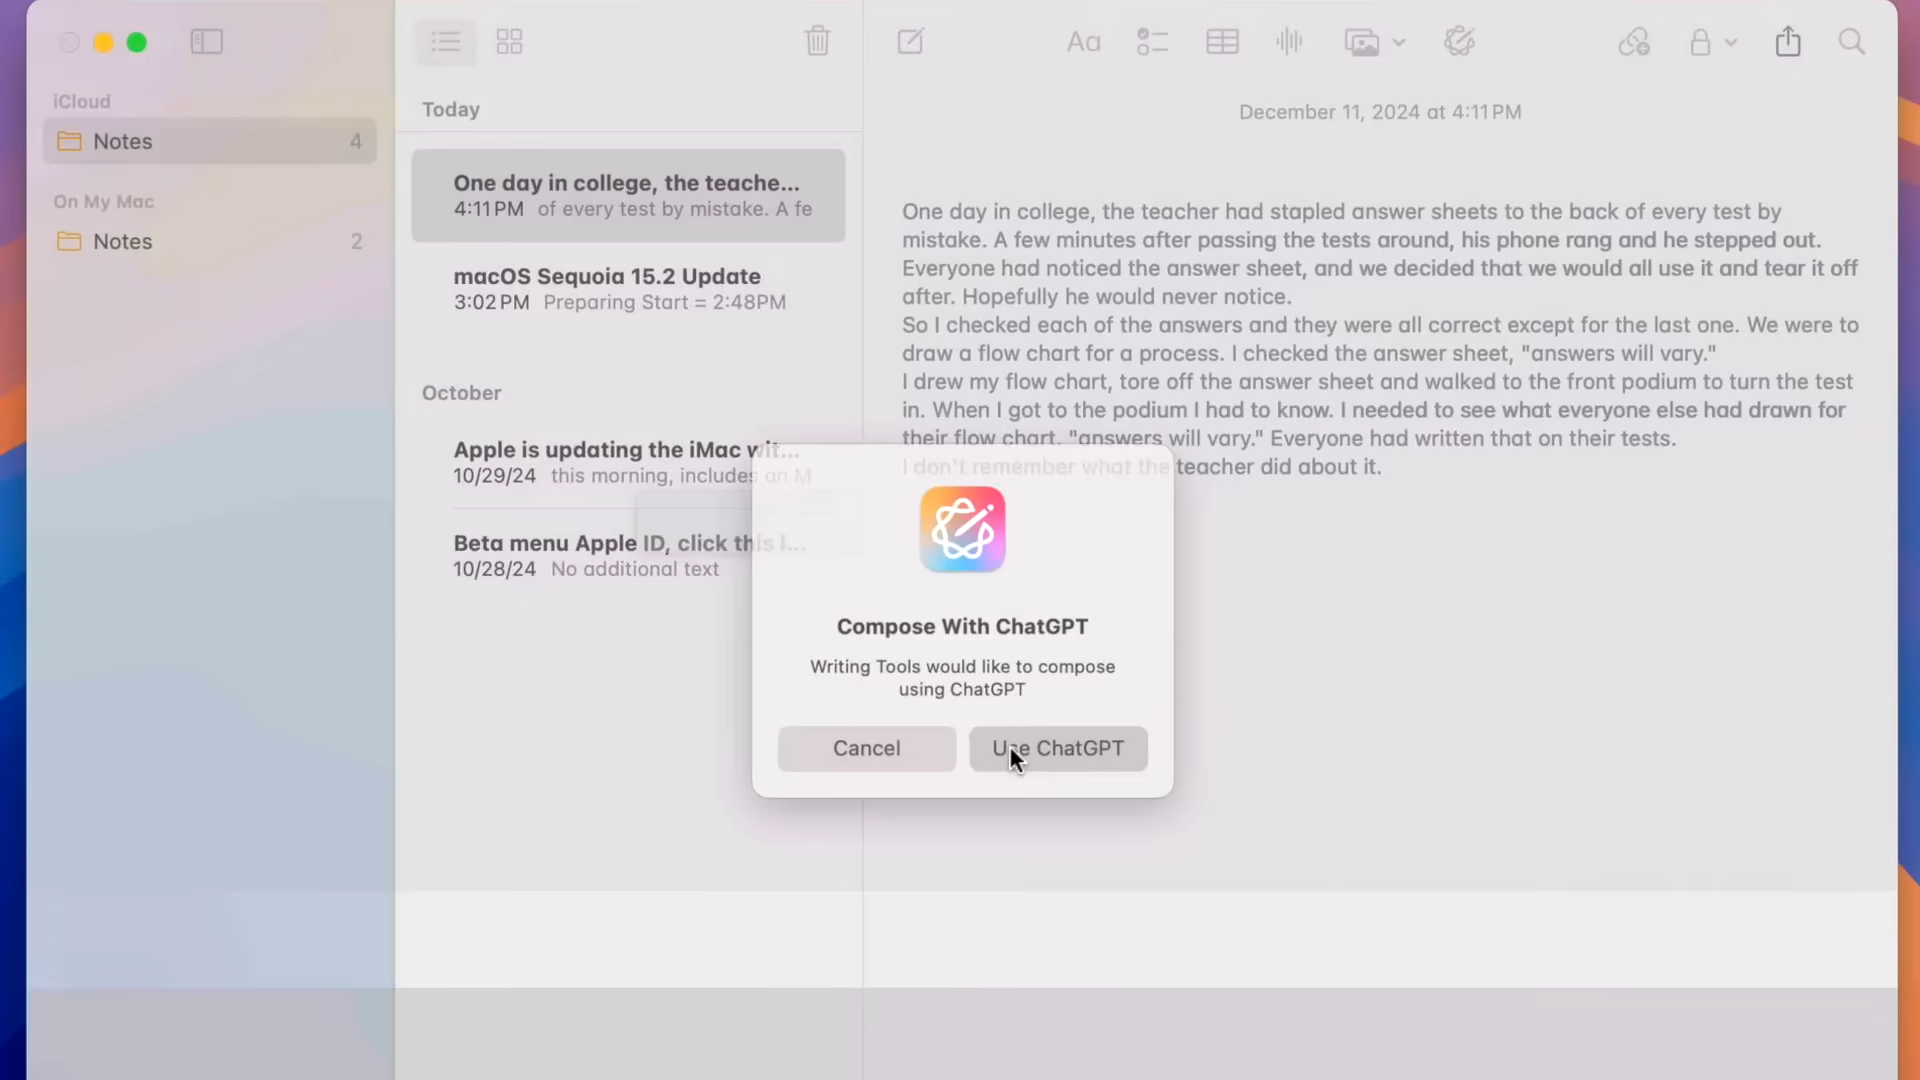 iCloud
Notes 4
On My Mac
Notes 2
Today
One day in college, the teache...
4:11 PM of every test by mistake. A fe
macOS Sequoia 15.2 Update
3:02 PM Preparing Start = 2:48PM
October
Apple is updating the iMac wit...
10/29/24 this morning, includes an M
Beta menu Apple ID, click this l...
10/28/24 No additional text
Aa
December 11, 2024 at 4:11 PM
One day in college, the teacher had stapled answer sheets to the back of every test by
mistake. A few minutes after passing the tests around, his phone rang and he stepped out.
Everyone had noticed the answer sheet, and we decided that we would all use it and tear it off
after. Hopefully he would never notice.
So I checked each of the answers and they were all correct except for the last one. We were to
draw a flow chart for a process. I checked the answer sheet, "answers will vary."
I drew my flow chart, tore off the answer sheet and walked to the front podium to turn the test
in. When I got to the podium I had to know. I needed to see what everyone else had drawn for
their flow chart. "answers will vary." Everyone had written that on their tests.
I don't remember what the teacher did about it.
Compose With ChatGPT
Writing Tools would like to compose
using ChatGPT
Cancel
Use ChatGPT